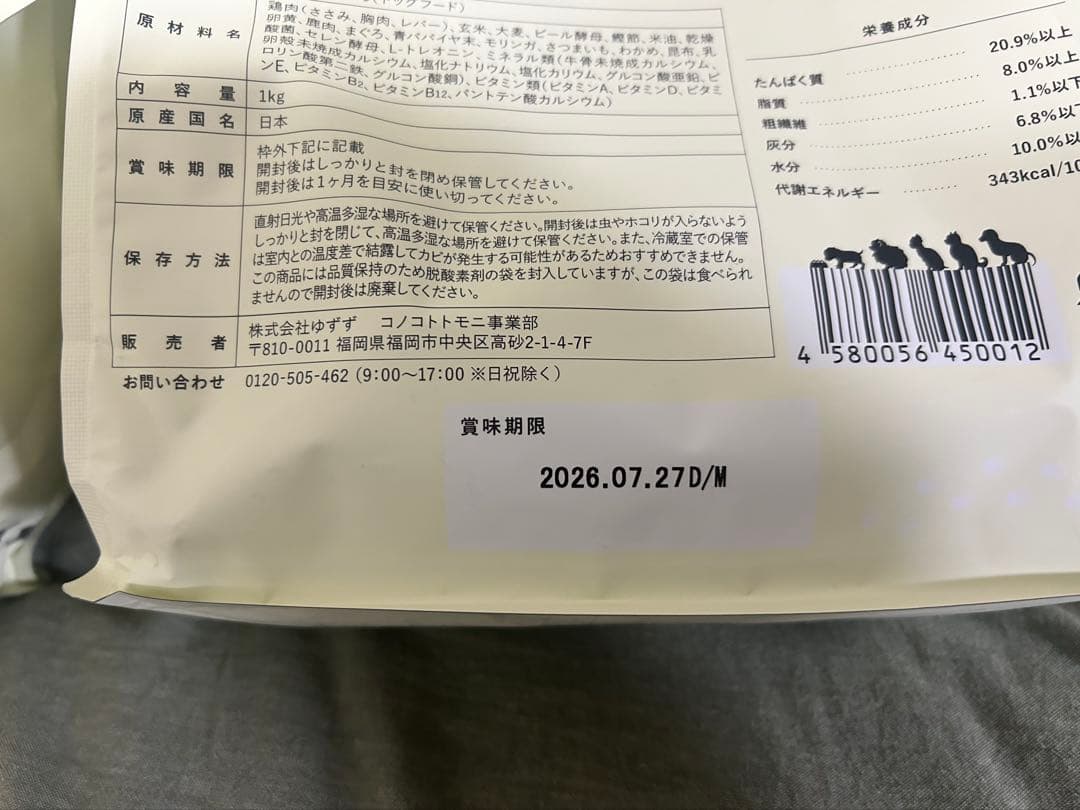 (ドッグフード)
原材料名
鶏肉(ささみ、胸肉、レバー)、玄米、大麦、ビール酵母、鰹節、米油、乾燥
卵黄、鹿肉、まぐろ、青パパイヤ末、モリンガ、さつまいも、わかめ、昆布、乳
酸菌、セレン酵母、L-トレオニン、ミネラル類(牛骨未焼成カルシウム、
卵殻未焼成カルシウム、塩化ナトリウム、塩化カリウム、グルコン酸亜鉛、ピ
ロリン酸第二鉄、グルコン酸銅)、ビタミン類(ビタミンA、ビタミンD、ビタミ
ンE、ビタミンB2、ビタミンB12、パントテン酸カルシウム)
内容量 1kg
原産国名 日本
賞味期限
枠外下記に記載
開封後はしっかりと封を閉め保管してください。
開封後は1ヶ月を目安に使い切ってください。
保存方法
直射日光や高温多湿な場所を避けて保管ください。開封後は虫やホコリが入らないよう
しっかりと封を閉じて、高温多湿な場所を避けて保管ください。また、冷蔵室での保管
は室内との温度差で結露してカビが発生する可能性があるためおすすめできません。
この商品には品質保持のため脱酸素剤の袋を封入していますが、この袋は食べられ
ませんので開封後は廃棄してください。
販売者
株式会社ゆずず コノコトトモニ事業部
〒810-0011 福岡県福岡市中央区高砂2-1-4-7F
お問い合わせ 0120-505-462 (9:00〜17:00 ※日祝除く)
賞味期限
2026.07.27D/M
栄養成分
たんぱく質 20.9%以上
脂質 8.0%以上
粗繊維 1.1%以下
灰分 6.8%以下
水分 10.0%以
代謝エネルギー 343kcal/10
4 580056 450012